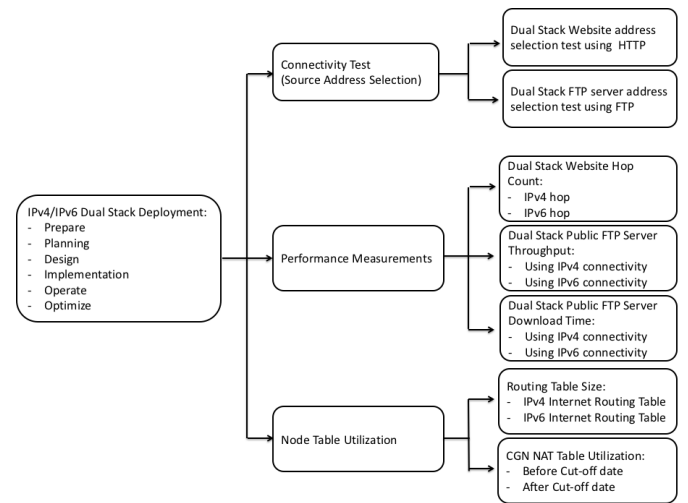 IPv4/IPv6 Dual Stack Deployment:
- Prepare
- Planning
- Design
- Implementation
- Operate
- Optimize
Connectivity Test
(Source Address Selection)
Dual Stack Website address
selection test using HTTP
Dual Stack FTP server address
selection test using FTP
Performance Measurements
Dual Stack Website Hop
Count:
- IPv4 hop
- IPv6 hop
Dual Stack Public FTP Server
Throughput:
- Using IPv4 connectivity
- Using IPv6 connectivity
Dual Stack Public FTP Server
Download Time:
- Using IPv4 connectivity
- Using IPv6 connectivity
Node Table Utilization
Routing Table Size:
- IPv4 Internet Routing Table
- IPv6 Internet Routing Table
CGN NAT Table Utilization:
- Before Cut-off date
- After Cut-off date